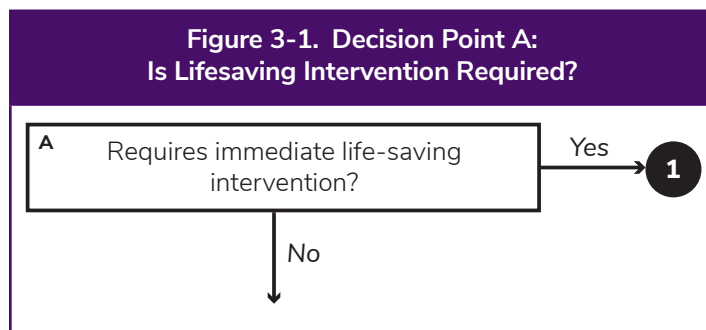 Figure 3-1. Decision Point A:
Is Lifesaving Intervention Required?
A
Requires immediate life-saving
intervention?
Yes
1
No